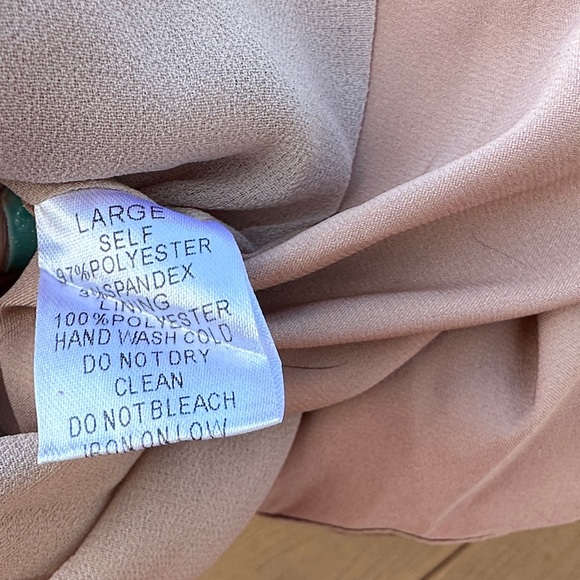 LARGE
SELF
97%POLYESTER
3%SPANDEX
LINING
100%POLYESTER
HAND WASH COLD
DO NOT DRY
CLEAN
DO NOT BLEACH
IRON ON LOW